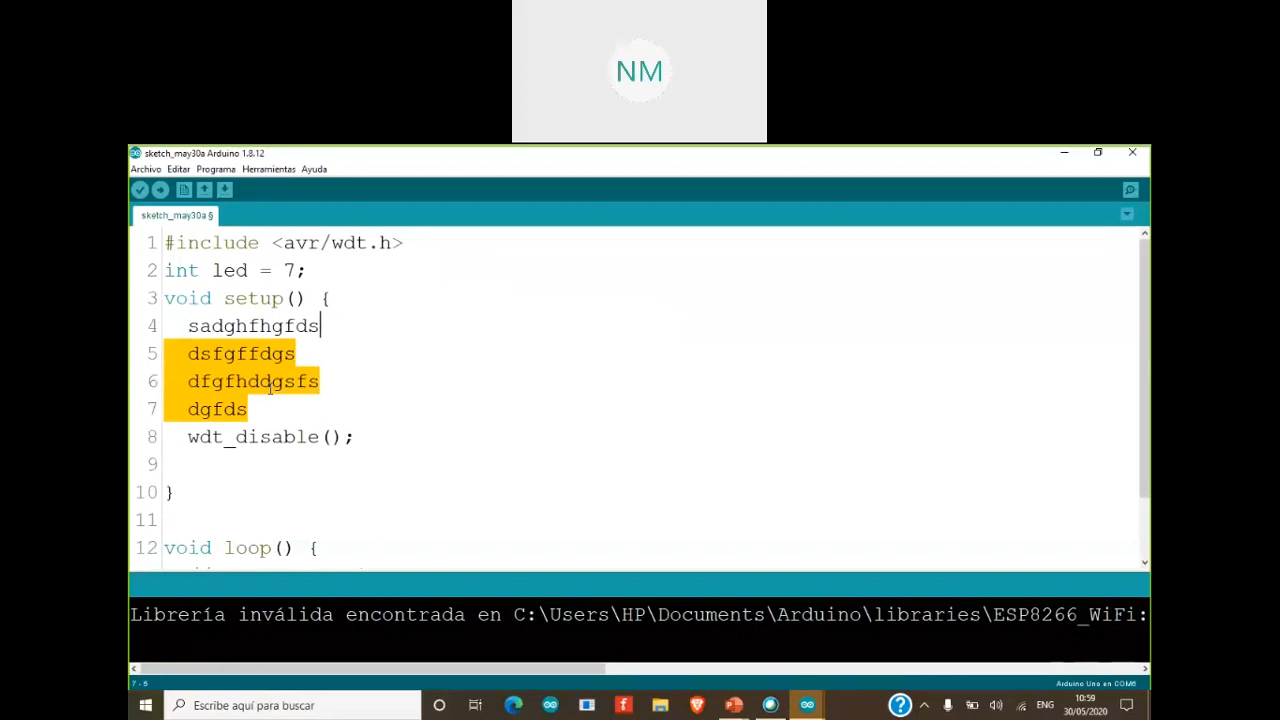 NM
sketch_may30a Arduino 1.8.12
Archivo Editar Programa Herramientas Ayuda
sketch_may30a §
1 #include <avr/wdt.h>
2 int led = 7;
3 void setup() {
4 sadghfhgfds
5 dsfgffdgs
6 dfgfhddgsfs
7 dgfds
8 wdt_disable();
9
10 }
11
12 void loop() {
Librería inválida encontrada en C:\Users\HP\Documents\Arduino\libraries\ESP8266_WiFi:
7 - 5 Arduino Uno en COM6
Escribe aquí para buscar
ENG
10:59
30/05/2020